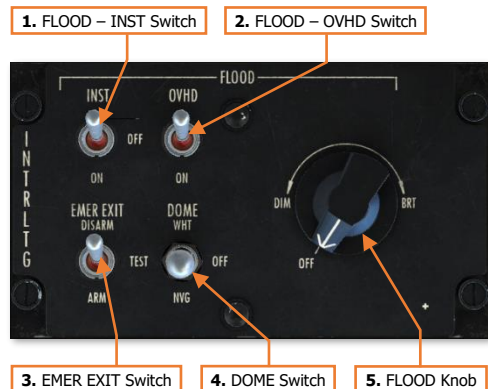 1. FLOOD – INST Switch
2. FLOOD – OVHD Switch
FLOOD
INST
OVHD
OFF
ON
ON
INTRLTG
EMER EXIT
DISARM
DOME
WHT
TEST
OFF
ARM
NVG
DIM
BRT
OFF
3. EMER EXIT Switch
4. DOME Switch
5. FLOOD Knob